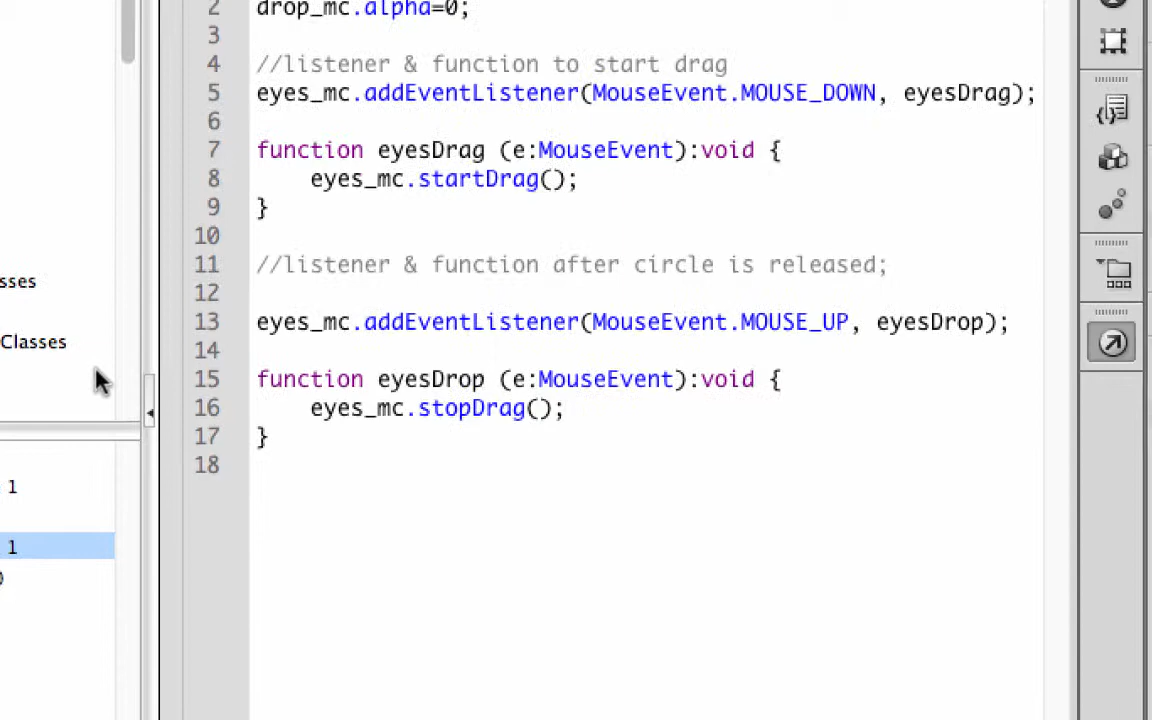 2 drop_mc.alpha=0;
3
4 //listener & function to start drag
5 eyes_mc.addEventListener(MouseEvent.MOUSE_DOWN, eyesDrag);
6
7 function eyesDrag (e:MouseEvent):void {
8 eyes_mc.startDrag();
9 }
10
11 //listener & function after circle is released;
12
13 eyes_mc.addEventListener(MouseEvent.MOUSE_UP, eyesDrop);
14
15 function eyesDrop (e:MouseEvent):void {
16 eyes_mc.stopDrag();
17 }
18
sses
Classes
1
1